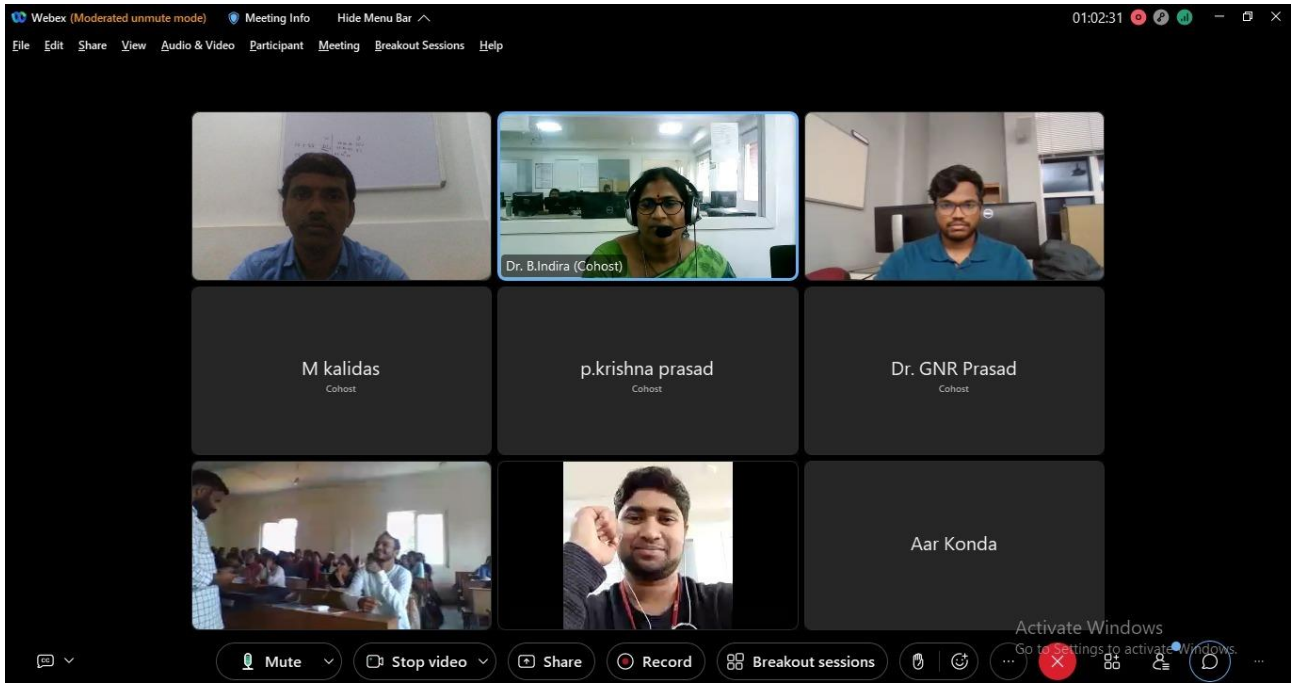 Webex (Moderated unmute mode) Meeting Info Hide Menu Bar 01:02:31
File Edit Share View Audio & Video Participant Meeting Breakout Sessions Help
Dr. B.Indira (Cohost)
M kalidas p.krishna prasad Dr. GNR Prasad
Cohost Cohost Cohost
Aar Konda
Activate Windows
Go to Settings to activate Windows.
CC Mute Stop video Share Record Breakout sessions